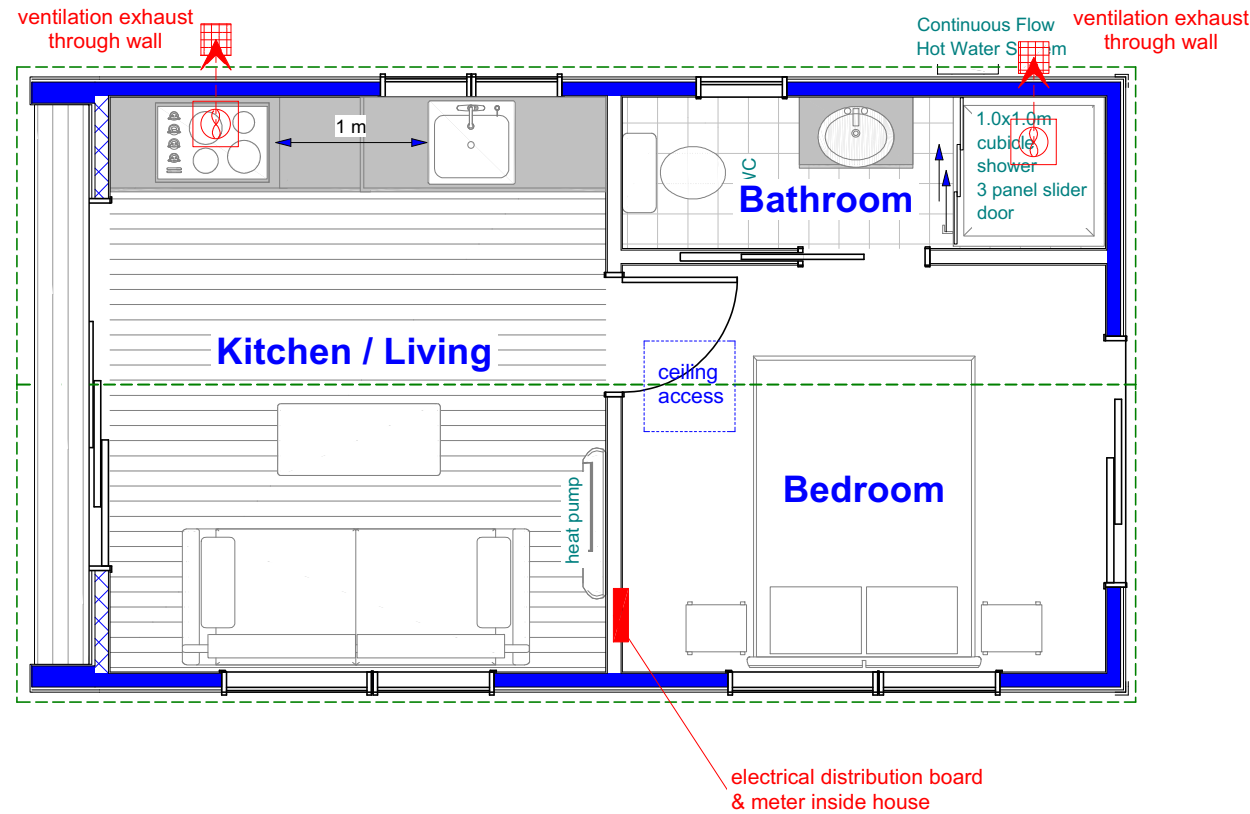 ventilation exhaust
through wall
Continuous Flow
Hot Water S
m
ventilation exhaust
through wall
1 m
1.0x1.0m
cubicle
shower
3 panel slider
door
WC
Bathroom
Kitchen / Living
ceiling
access
heat pump
Bedroom
electrical distribution board
& meter inside house